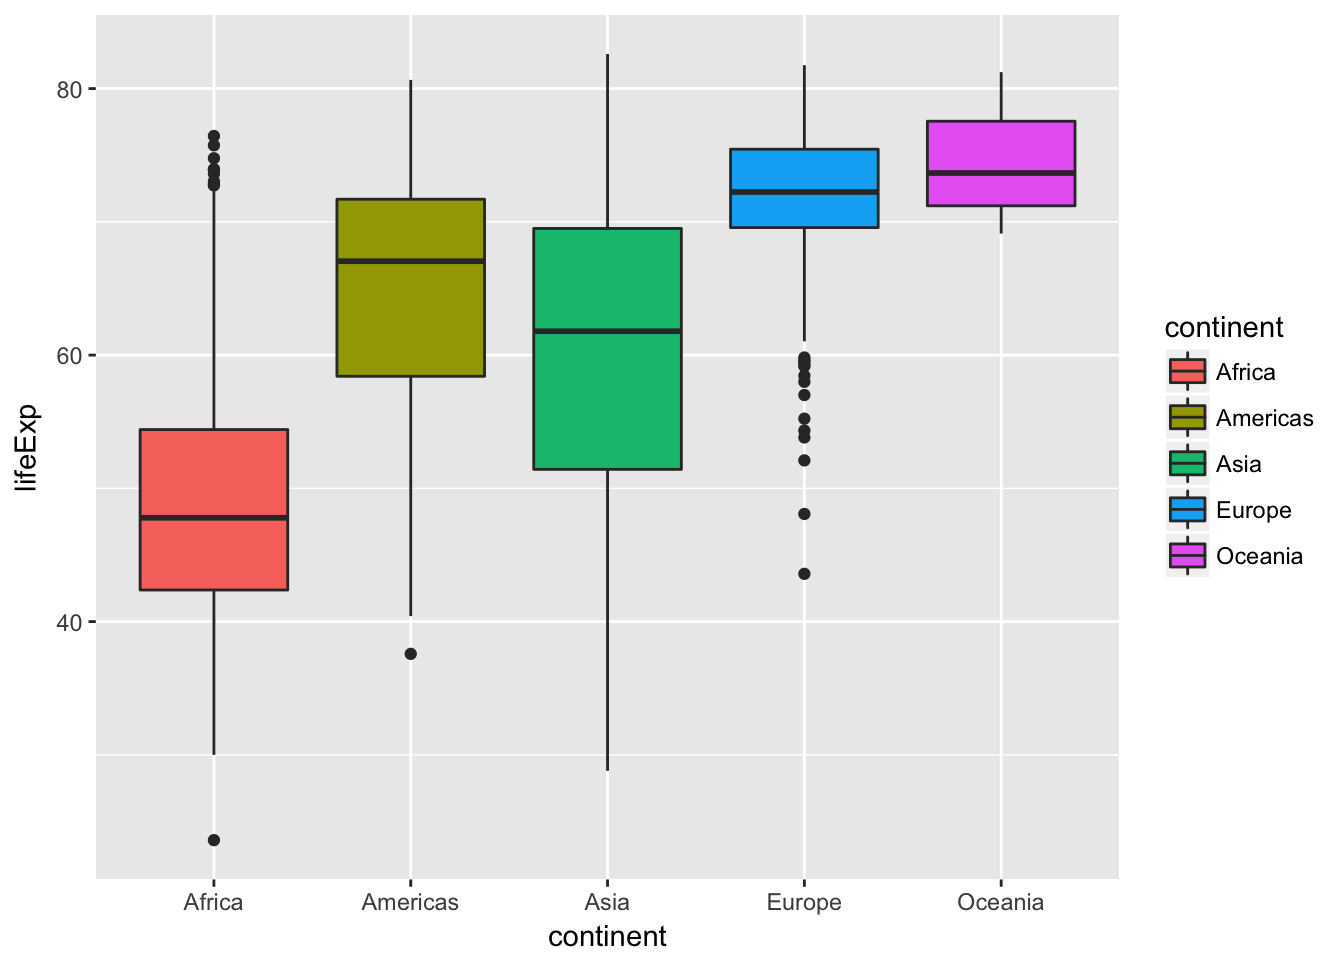 lifeExp
80
60
40
Africa
Americas
Asia
Europe
Oceania
continent
continent
Africa
Americas
Asia
Europe
Oceania